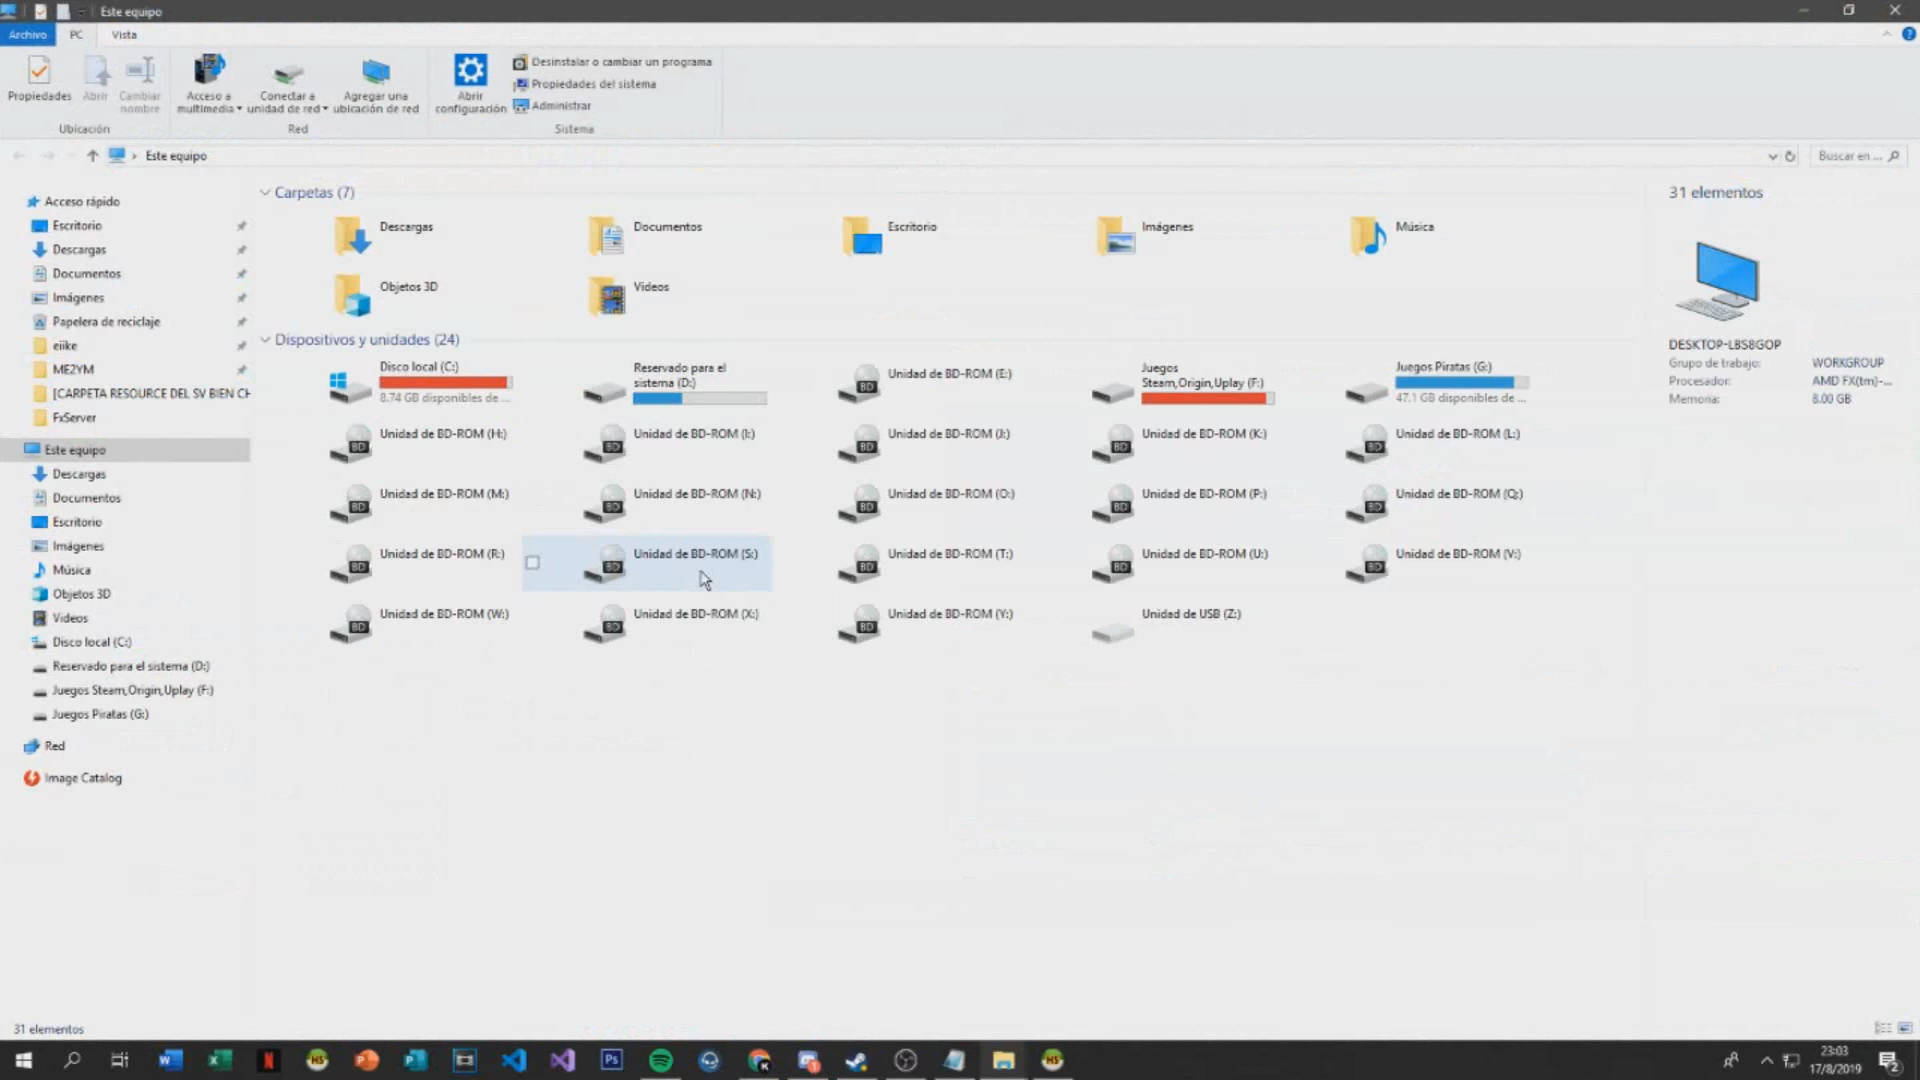 Este equipo
Archivo PC Vista
Propiedades
Abrir
Cambiar
nombre
Acceso a
multimedia
Conectar a
unidad de red
Agregar una
ubicación de red
Abrir
configuración
Desinstalar o cambiar un programa
Propiedades del sistema
Administrar
Ubicación
Red
Sistema
Este equipo
Buscar en ...
Acceso rápido
Escritorio
Descargas
Documentos
Imágenes
Papelera de reciclaje
eiike
ME2YM
[CARPETA RESOURCE DEL SV BIEN CH
FxServer
Este equipo
Descargas
Documentos
Escritorio
Imágenes
Música
Objetos 3D
Videos
Disco local (C:)
Reservado para el sistema (D:)
Juegos Steam,Origin,Uplay (F:)
Juegos Piratas (G:)
Red
Image Catalog
Carpetas (7)
Descargas
Documentos
Escritorio
Imágenes
Música
Objetos 3D
Videos
Dispositivos y unidades (24)
Disco local (C:)
8.74 GB disponibles de ...
Reservado para el
sistema (D:)
Unidad de BD-ROM (E:)
Juegos
Steam,Origin,Uplay (F:)
Juegos Piratas (G:)
47.1 GB disponibles de ...
Unidad de BD-ROM (H:)
Unidad de BD-ROM (I:)
Unidad de BD-ROM (J:)
Unidad de BD-ROM (K:)
Unidad de BD-ROM (L:)
Unidad de BD-ROM (M:)
Unidad de BD-ROM (N:)
Unidad de BD-ROM (O:)
Unidad de BD-ROM (P:)
Unidad de BD-ROM (Q:)
Unidad de BD-ROM (R:)
Unidad de BD-ROM (S:)
Unidad de BD-ROM (T:)
Unidad de BD-ROM (U:)
Unidad de BD-ROM (V:)
Unidad de BD-ROM (W:)
Unidad de BD-ROM (X:)
Unidad de BD-ROM (Y:)
Unidad de USB (Z:)
31 elementos
DESKTOP-LBS8GOP
Grupo de trabajo: WORKGROUP
Procesador: AMD FX(tm)-...
Memoria: 8.00 GB
31 elementos
23:03
17/8/2019